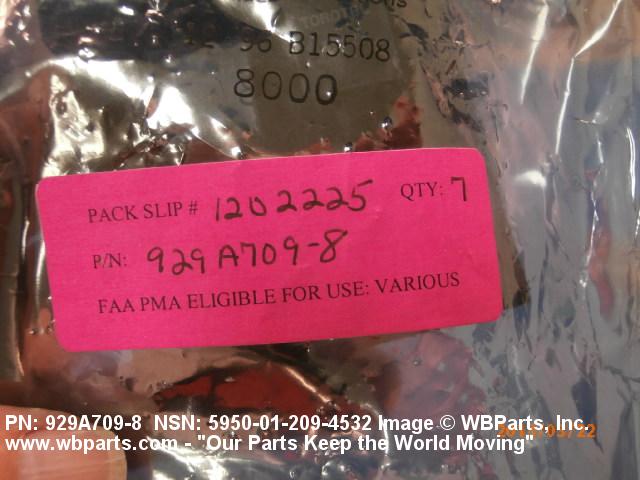 12 96 B15508
8000
PACK SLIP # 1202225 QTY: 7
P/N: 929A709-8
FAA PMA ELIGIBLE FOR USE: VARIOUS
PN: 929A709-8 NSN: 5950-01-209-4532 Image © WBParts, Inc.
www.wbparts.com - "Our Parts Keep the World Moving"